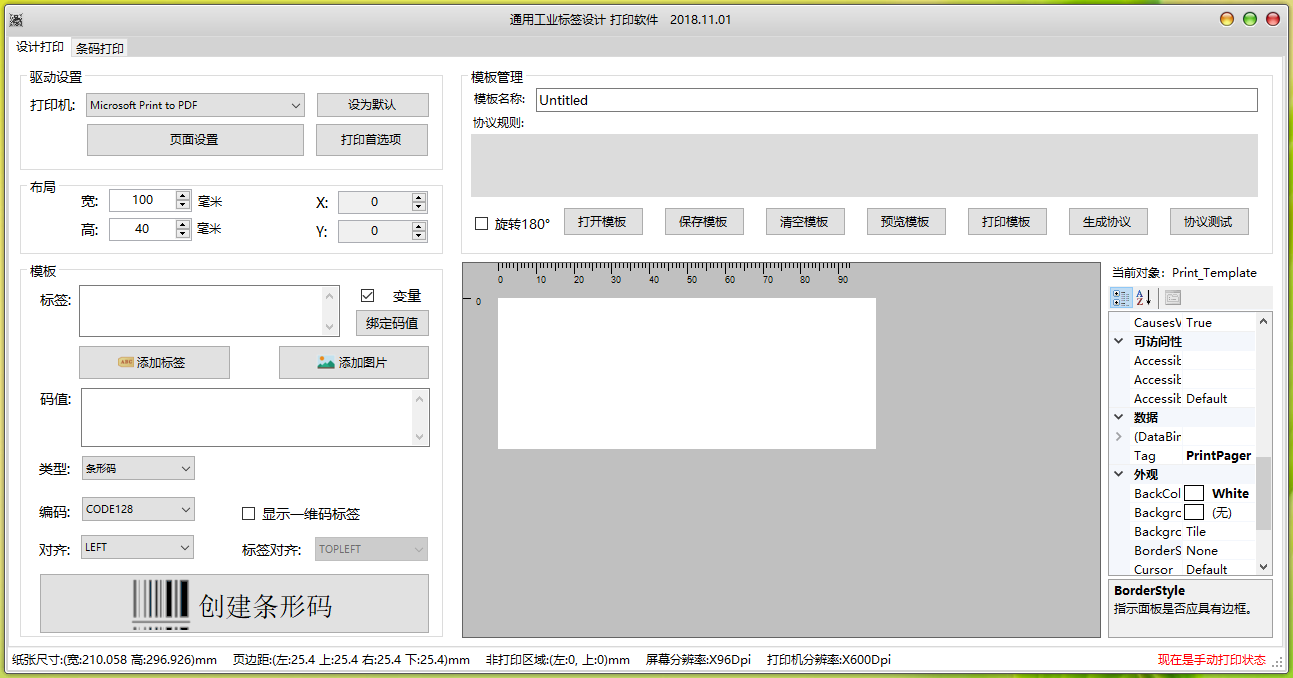 通用工业标签设计 打印软件 2018.11.01
设计打印 条码打印
驱动设置
打印机: Microsoft Print to PDF 设为默认
页面设置 打印首选项
布局
宽: 100 毫米 X: 0
高: 40 毫米 Y: 0
模板
标签: 变量
绑定码值
ABC 添加标签 添加图片
码值:
类型: 条形码
编码: CODE128 显示一维码标签
对齐: LEFT 标签对齐: TOPLEFT
创建条形码
模板管理
模板名称: Untitled
协议规则:
旋转180° 打开模板 保存模板 清空模板 预览模板 打印模板 生成协议 协议测试
0 10 20 30 40 50 60 70 80 90
0
当前对象: Print_Template
CausesV True
可访问性
Accessib
Accessib
Accessib Default
数据
(DataBin
Tag PrintPager
外观
BackCol White
Backgro (无)
Backgro Tile
BorderS None
Cursor Default
BorderStyle
指示面板是否应具有边框。
纸张尺寸:(宽:210.058 高:296.926)mm 页边距:(左:25.4 上:25.4 右:25.4 下:25.4)mm 非打印区域:(左:0, 上:0)mm 屏幕分辨率:X96Dpi 打印机分辨率:X600Dpi 现在是手动打印状态